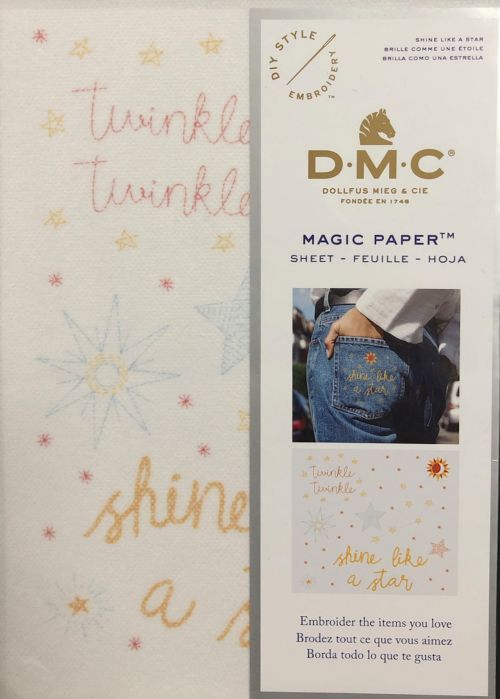 twinkle
twinkle
shine
a
DIY STYLE
EMBROIDERY™
SHINE LIKE A STAR
BRILLE COMME UNE ÉTOILE
BRILLA COMO UNA ESTRELLA
D·M·C®
DOLLFUS MIEG & CIE
FONDÉE EN 1746
MAGIC PAPER™
SHEET - FEUILLE - HOJA
shine like
a star
Twinkle
Twinkle
shine like
a star
Embroider the items you love
Brodez tout ce que vous aimez
Borda todo lo que te gusta